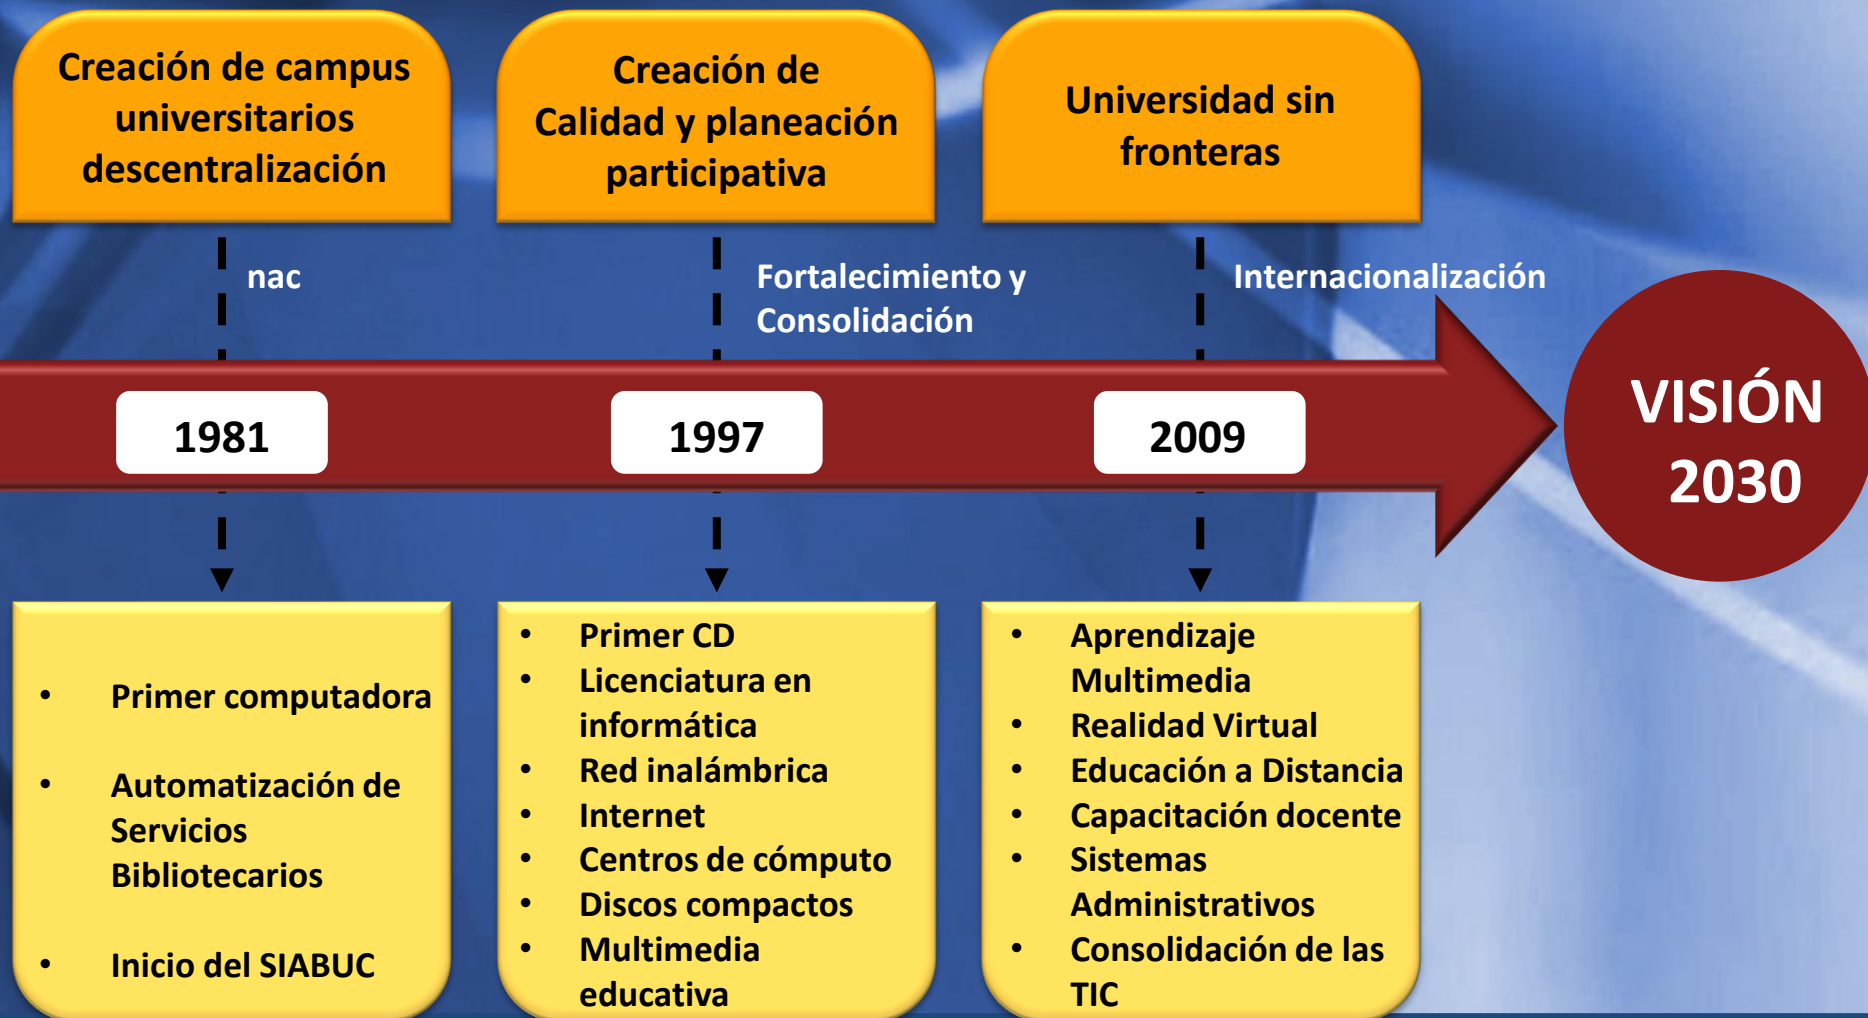 Creación de campus
universitarios
descentralización
Creación de
Calidad y planeación
participativa
Universidad sin
fronteras
nac
Fortalecimiento y
Consolidación
Internacionalización
1981
1997
2009
VISIÓN
2030
• Primer computadora
• Automatización de
Servicios
Bibliotecarios
• Inicio del SIABUC
• Primer CD
• Licenciatura en
informática
• Red inalámbrica
• Internet
• Centros de cómputo
• Discos compactos
• Multimedia
educativa
• Aprendizaje
Multimedia
• Realidad Virtual
• Educación a Distancia
• Capacitación docente
• Sistemas
Administrativos
• Consolidación de las
TIC